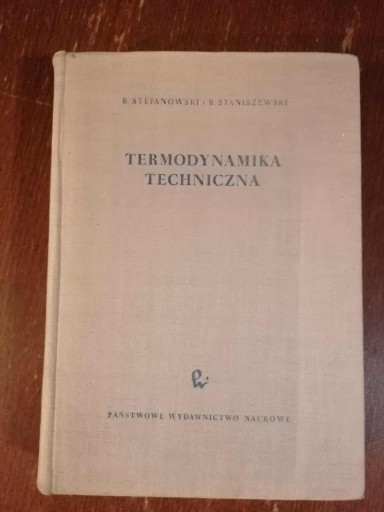 B. STEFANOWSKI i B. STANISZEWSKI
TERMODYNAMIKA
TECHNICZNA
PAŃSTWOWE WYDAWNICTWO NAUKOWE